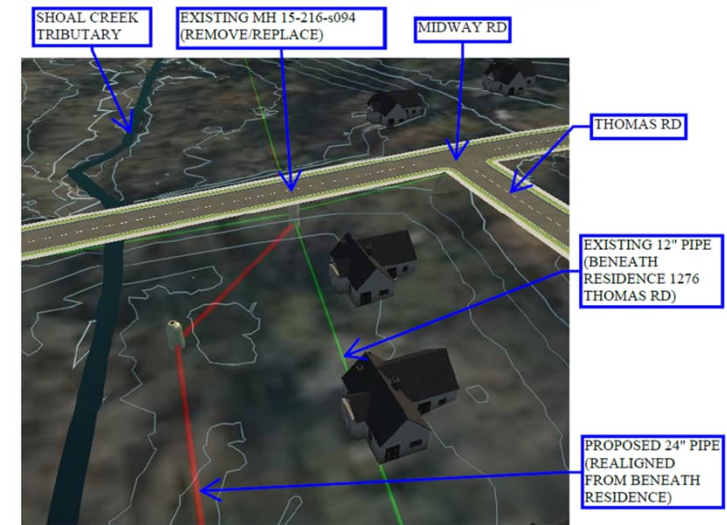 SHOAL CREEK
TRIBUTARY
EXISTING MH 15-216-s094
(REMOVE/REPLACE)
MIDWAY RD
THOMAS RD
EXISTING 12" PIPE
(BENEATH
RESIDENCE 1276
THOMAS RD)
PROPOSED 24" PIPE
(REALIGNED
FROM BENEATH
RESIDENCE)